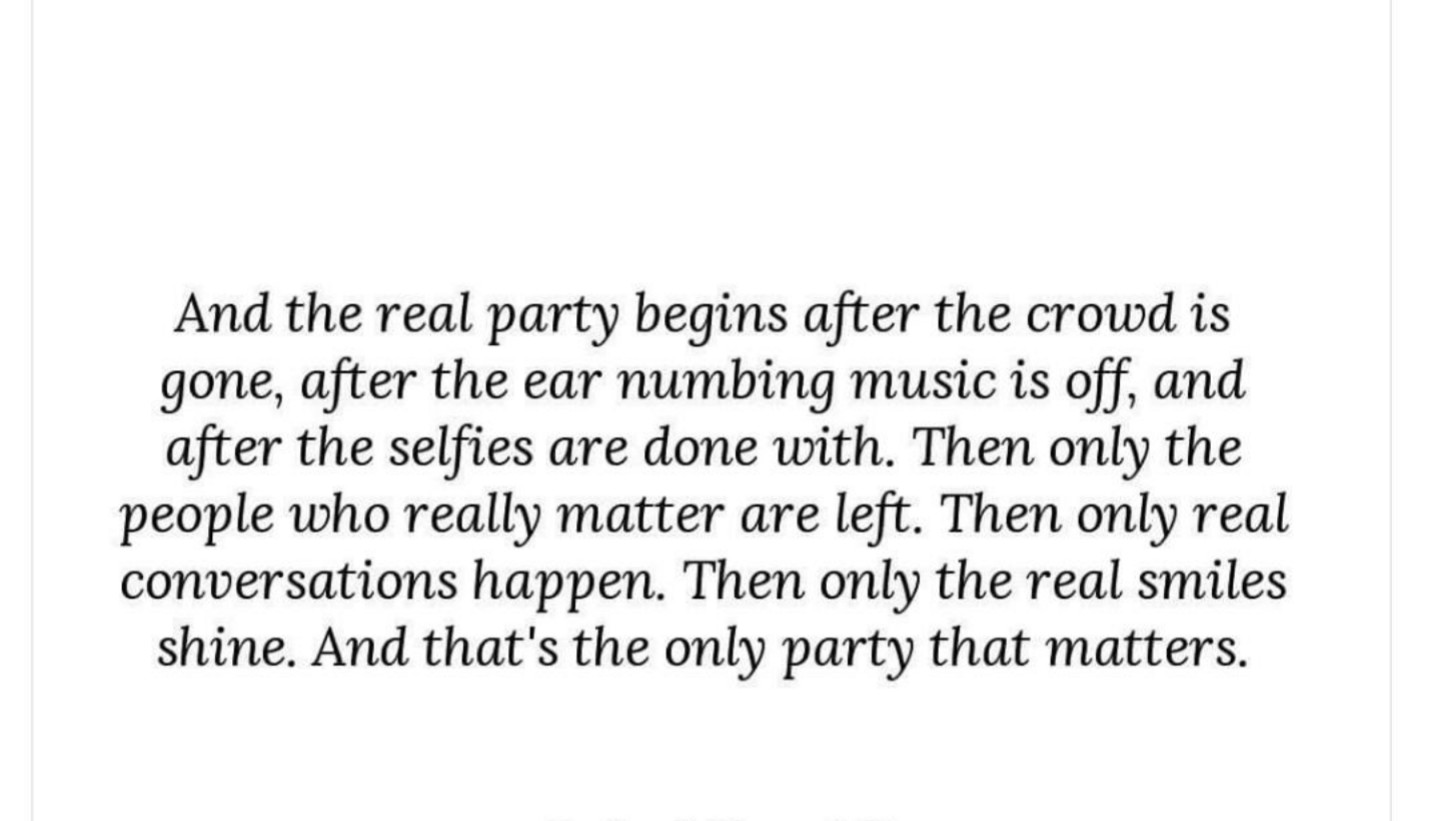 And the real party begins after the crowd is
gone, after the ear numbing music is off, and
after the selfies are done with. Then only the
people who really matter are left. Then only real
conversations happen. Then only the real smiles
shine. And that's the only party that matters.